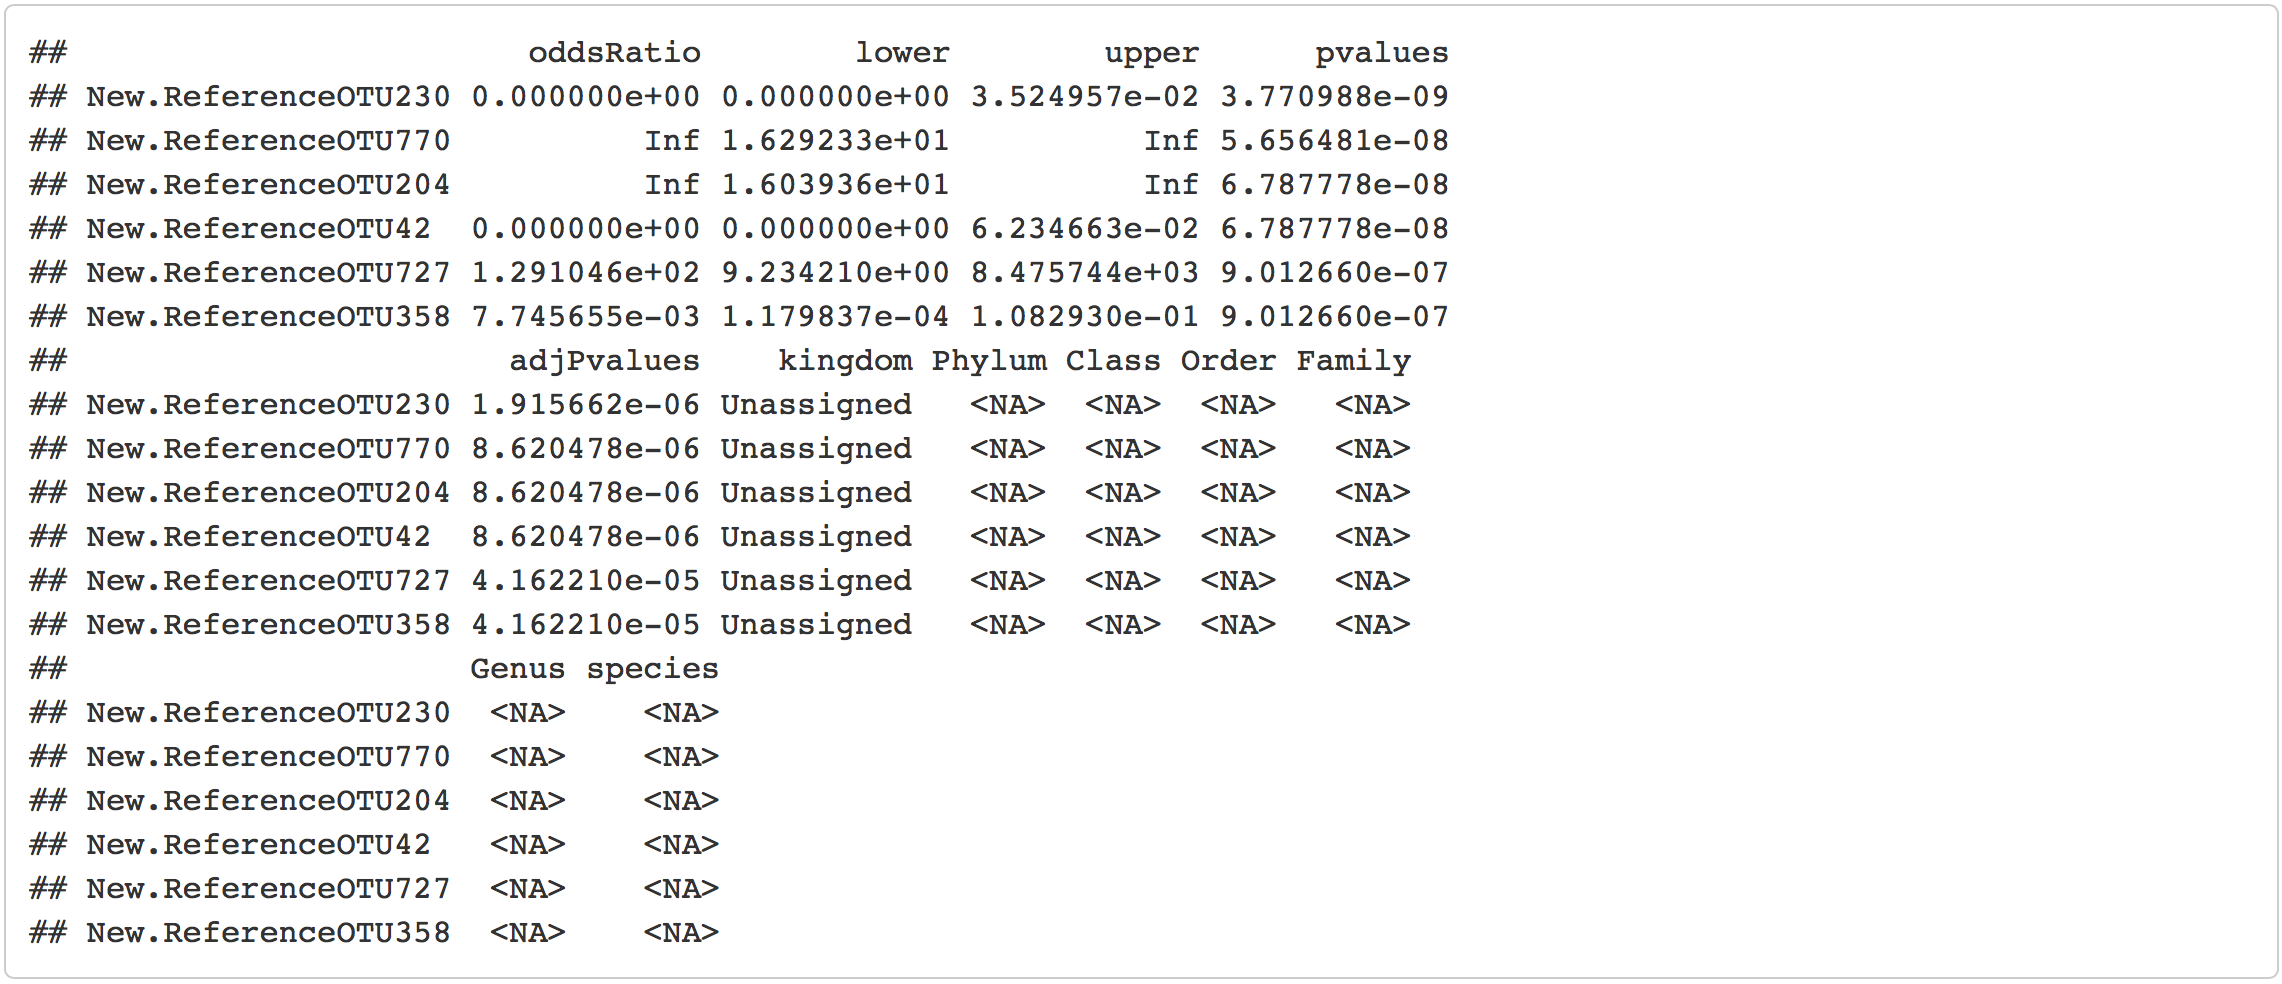 ##                        oddsRatio        lower        upper      pvalues
## New.ReferenceOTU230 0.000000e+00 0.000000e+00 3.524957e-02 3.770988e-09
## New.ReferenceOTU770          Inf 1.629233e+01          Inf 5.656481e-08
## New.ReferenceOTU204          Inf 1.603936e+01          Inf 6.787778e-08
## New.ReferenceOTU42  0.000000e+00 0.000000e+00 6.234663e-02 6.787778e-08
## New.ReferenceOTU727 1.291046e+02 9.234210e+00 8.475744e+03 9.012660e-07
## New.ReferenceOTU358 7.745655e-03 1.179837e-04 1.082930e-01 9.012660e-07
##                       adjPvalues    kingdom Phylum Class Order Family
## New.ReferenceOTU230 1.915662e-06 Unassigned   <NA>  <NA>  <NA>   <NA>
## New.ReferenceOTU770 8.620478e-06 Unassigned   <NA>  <NA>  <NA>   <NA>
## New.ReferenceOTU204 8.620478e-06 Unassigned   <NA>  <NA>  <NA>   <NA>
## New.ReferenceOTU42  8.620478e-06 Unassigned   <NA>  <NA>  <NA>   <NA>
## New.ReferenceOTU727 4.162210e-05 Unassigned   <NA>  <NA>  <NA>   <NA>
## New.ReferenceOTU358 4.162210e-05 Unassigned   <NA>  <NA>  <NA>   <NA>
##                     Genus species
## New.ReferenceOTU230  <NA>    <NA>
## New.ReferenceOTU770  <NA>    <NA>
## New.ReferenceOTU204  <NA>    <NA>
## New.ReferenceOTU42   <NA>    <NA>
## New.ReferenceOTU727  <NA>    <NA>
## New.ReferenceOTU358  <NA>    <NA>